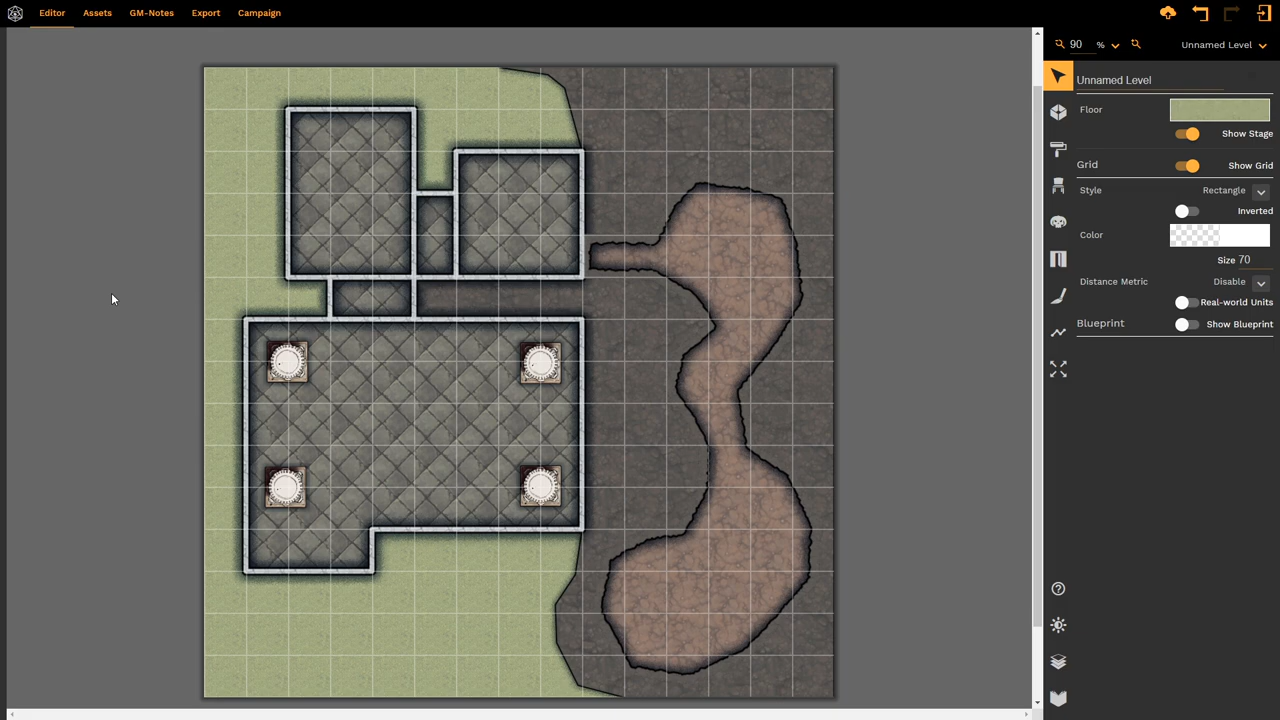 Editor Assets GM-Notes Export Campaign
90 % Unnamed Level
Unnamed Level
Floor
Show Stage
Grid Show Grid
Style Rectangle
Inverted
Color
Size 70
Distance Metric Disable
Real-world Units
Blueprint Show Blueprint